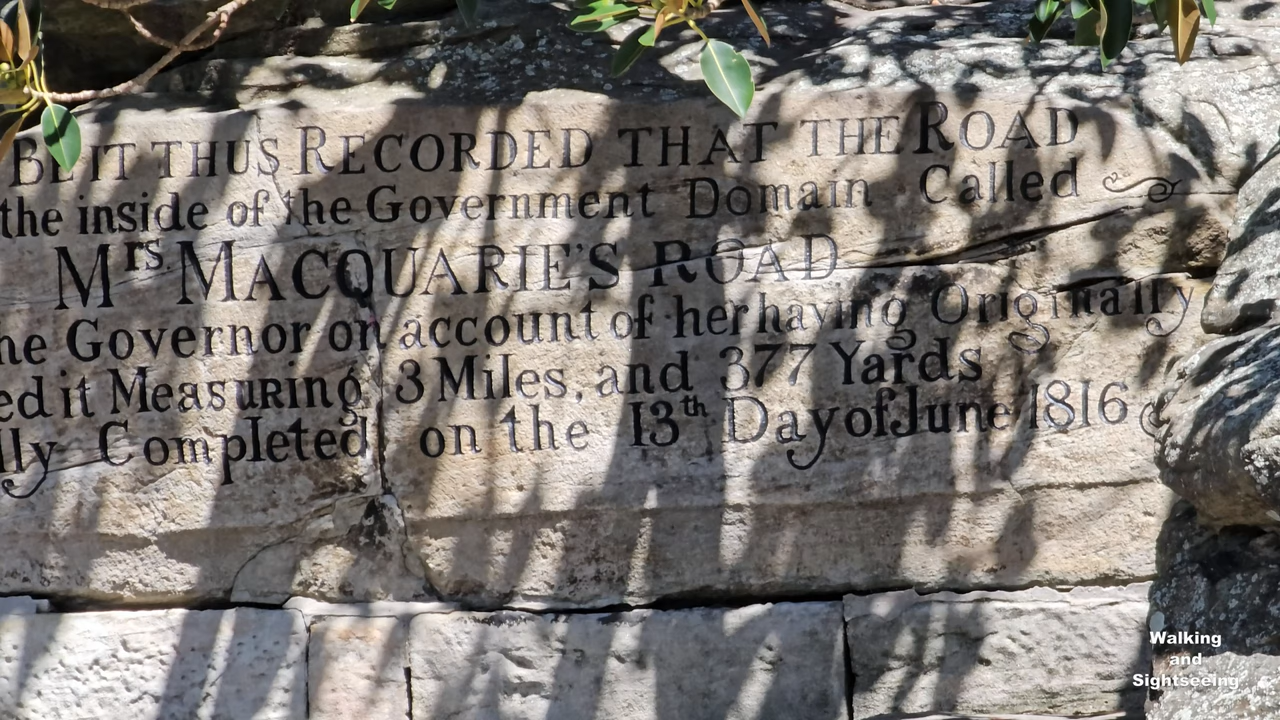 BE IT THUS RECORDED THAT THE ROAD
the inside of the Government Domain Called
Mrs MACQUARIE'S ROAD
he Governor on account of her having Originally
ed it Measuring 3 Miles, and 377 Yards
lly Completed on the 13th Day of June 1816
Walking
and
Sightseeing